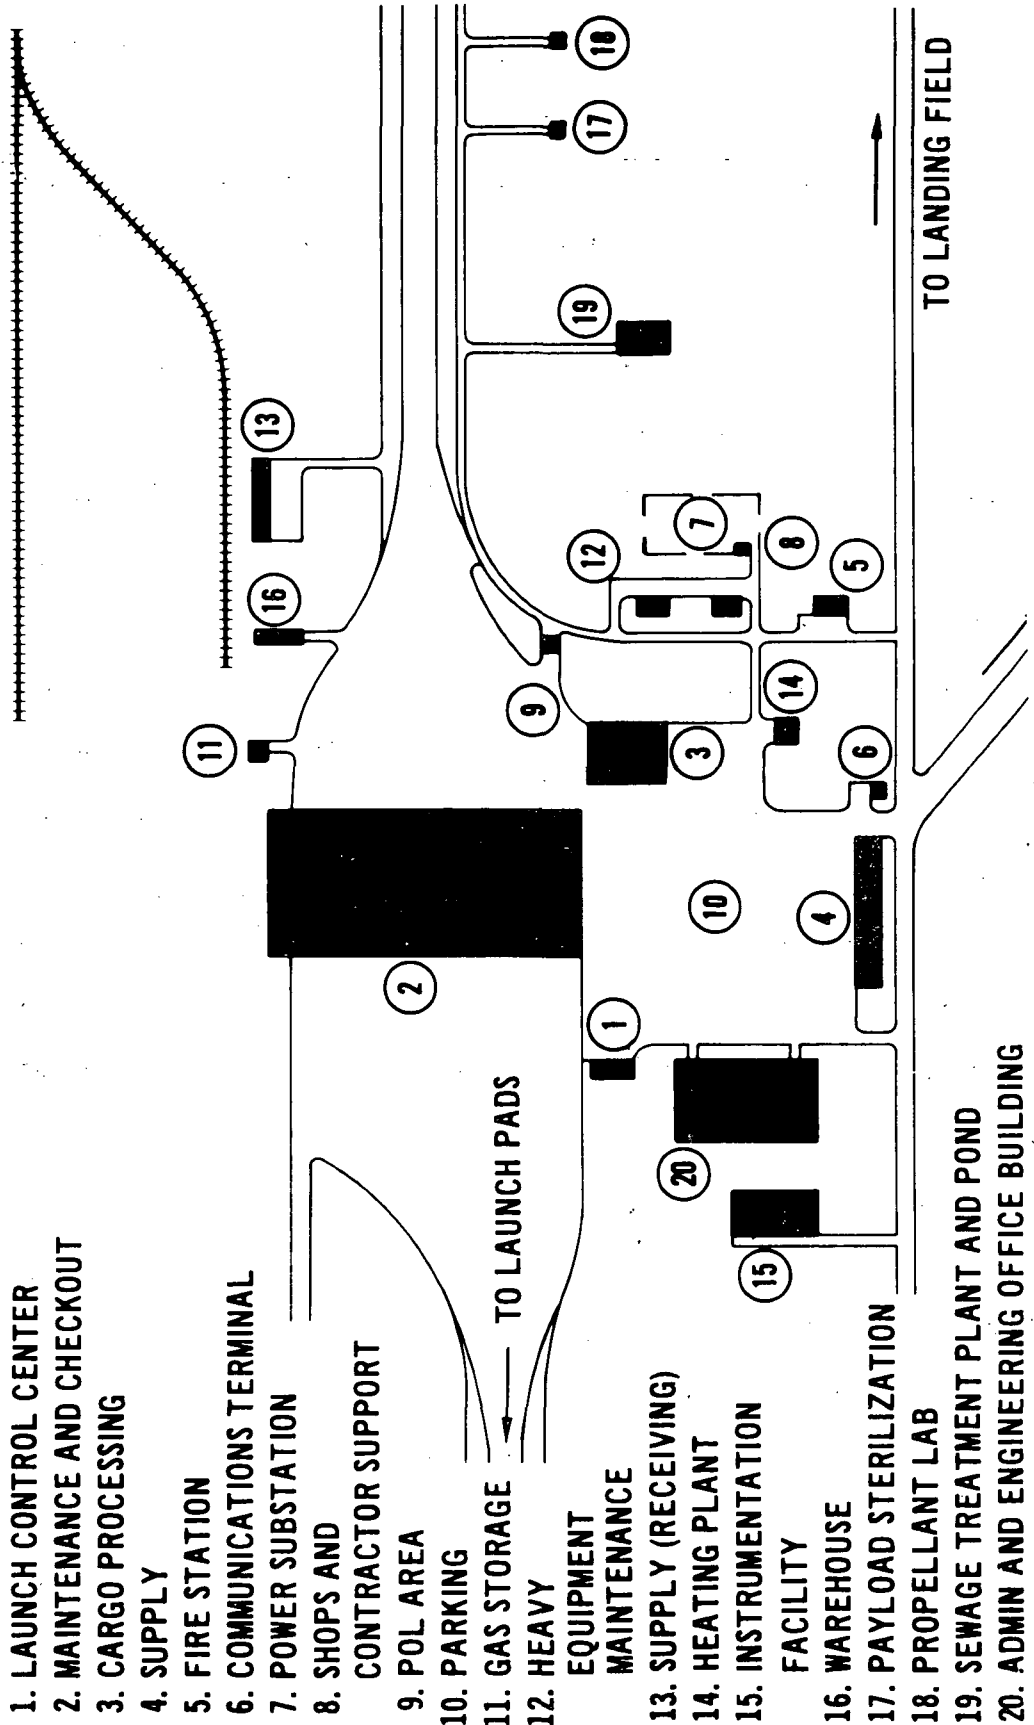 1. LAUNCH CONTROL CENTER
2. MAINTENANCE AND CHECKOUT
3. CARGO PROCESSING
4. SUPPLY
5. FIRE STATION
6. COMMUNICATIONS TERMINAL
7. POWER SUBSTATION
8. SHOPS AND
CONTRACTOR SUPPORT
9. POL AREA
10. PARKING
11. GAS STORAGE
12. HEAVY
EQUIPMENT
MAINTENANCE
13. SUPPLY (RECEIVING)
14. HEATING PLANT
15. INSTRUMENTATION
FACILITY
16. WAREHOUSE
17. PAYLOAD STERILIZATION
18. PROPELLANT LAB
19. SEWAGE TREATMENT PLANT AND POND
20. ADMIN AND ENGINEERING OFFICE BUILDING
TO LAUNCH PADS
TO LANDING FIELD
15
20
1
2
4
10
11
6
3
14
9
16
5
8
12
7
13
19
17
18